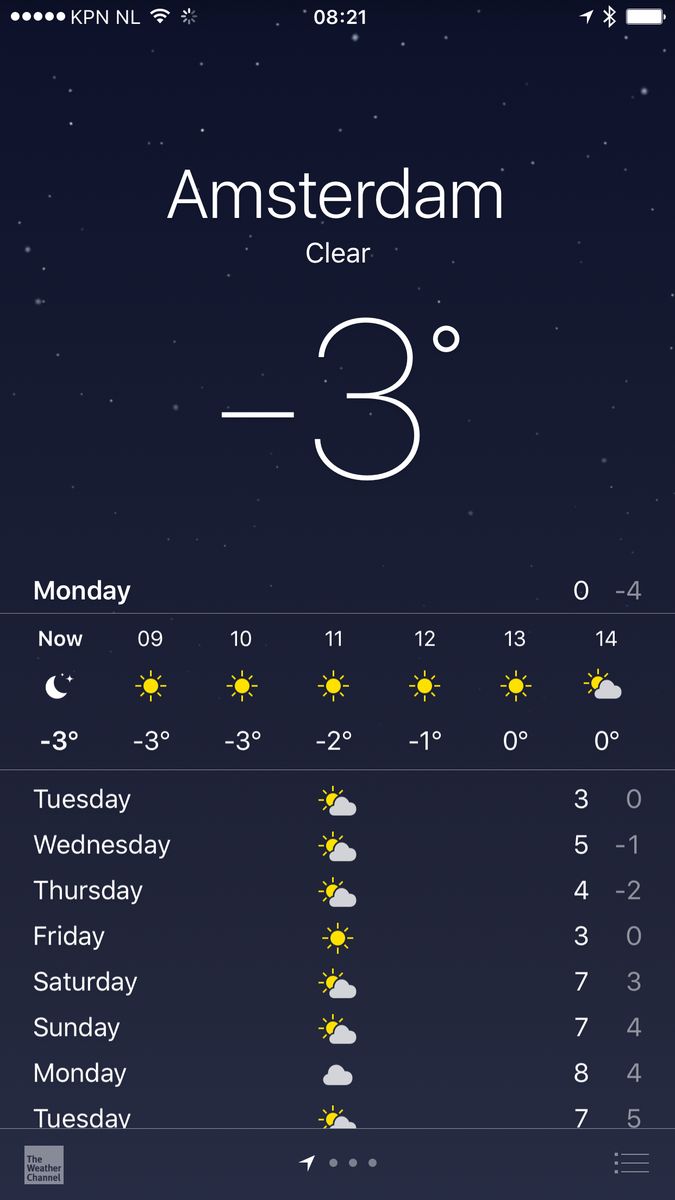 KPN NL 08:21
Amsterdam
Clear
-3°
Monday 0 -4
Now 09 10 11 12 13 14
-3° -3° -3° -2° -1° 0° 0°
Tuesday 3 0
Wednesday 5 -1
Thursday 4 -2
Friday 3 0
Saturday 7 3
Sunday 7 4
Monday 8 4
Tuesday 7 5
The
Weather
Channel